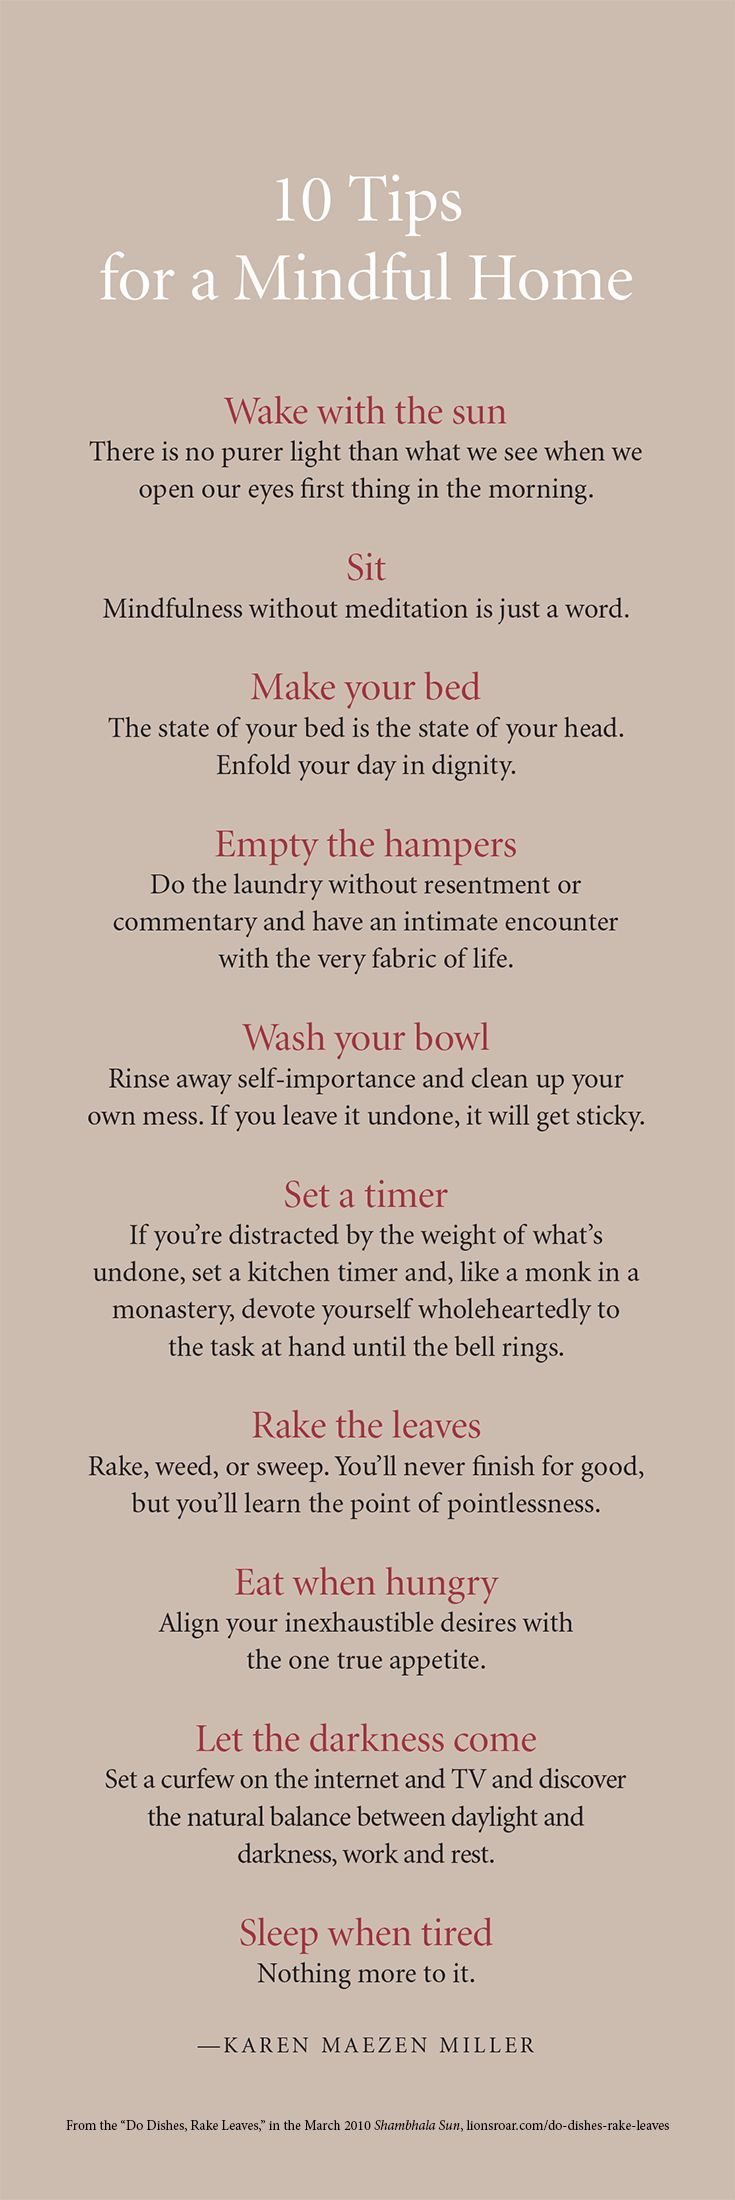 10 Tips
for a Mindful Home
Wake with the sun
There is no purer light than what we see when we
open our eyes first thing in the morning.
Sit
Mindfulness without meditation is just a word.
Make your bed
The state of your bed is the state of your head.
Enfold your day in dignity.
Empty the hampers
Do the laundry without resentment or
commentary and have an intimate encounter
with the very fabric of life.
Wash your bowl
Rinse away self-importance and clean up your
own mess. If you leave it undone, it will get sticky.
Set a timer
If you’re distracted by the weight of what’s
undone, set a kitchen timer and, like a monk in a
monastery, devote yourself wholeheartedly to
the task at hand until the bell rings.
Rake the leaves
Rake, weed, or sweep. You’ll never finish for good,
but you’ll learn the point of pointlessness.
Eat when hungry
Align your inexhaustible desires with
the one true appetite.
Let the darkness come
Set a curfew on the internet and TV and discover
the natural balance between daylight and
darkness, work and rest.
Sleep when tired
Nothing more to it.
—KAREN MAEZEN MILLER
From the “Do Dishes, Rake Leaves,” in the March 2010 Shambhala Sun, lionsroar.com/do-dishes-rake-leaves